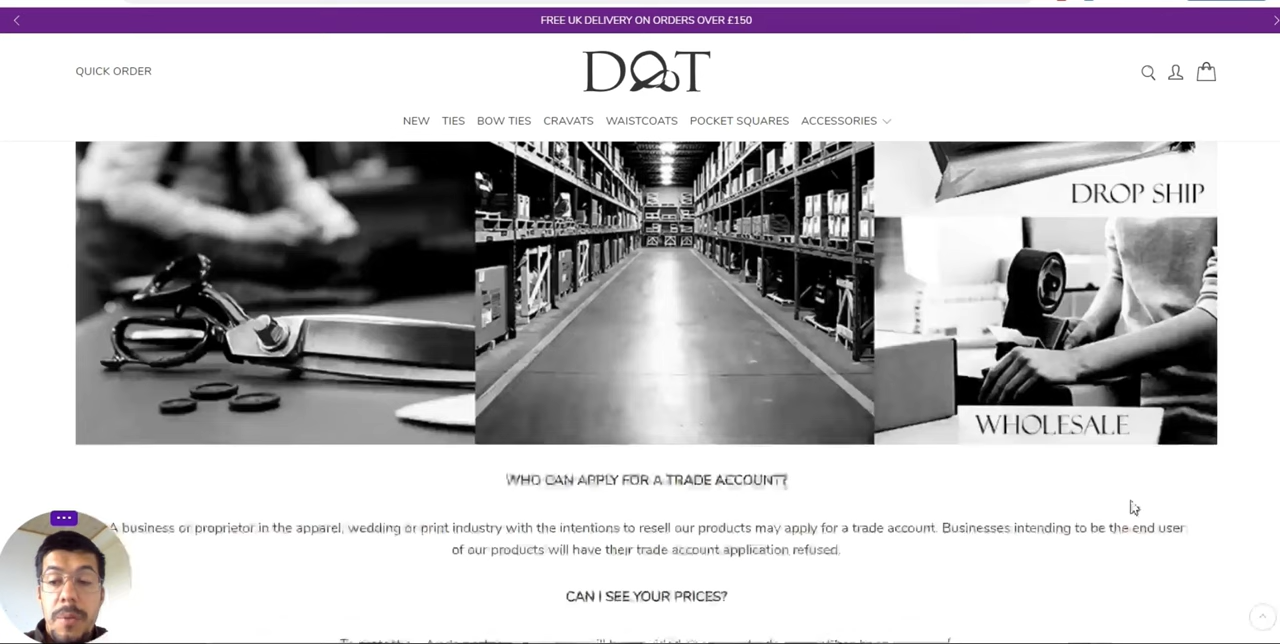 FREE UK DELIVERY ON ORDERS OVER £150
QUICK ORDER
DQT
NEW TIES BOW TIES CRAVATS WAISTCOATS POCKET SQUARES ACCESSORIES
DROP SHIP
WHOLESALE
WHO CAN APPLY FOR A TRADE ACCOUNT?
A business or proprietor in the apparel, wedding or print industry with the intentions to resell our products may apply for a trade account. Businesses intending to be the end user
of our products will have their trade account application refused.
CAN I SEE YOUR PRICES?